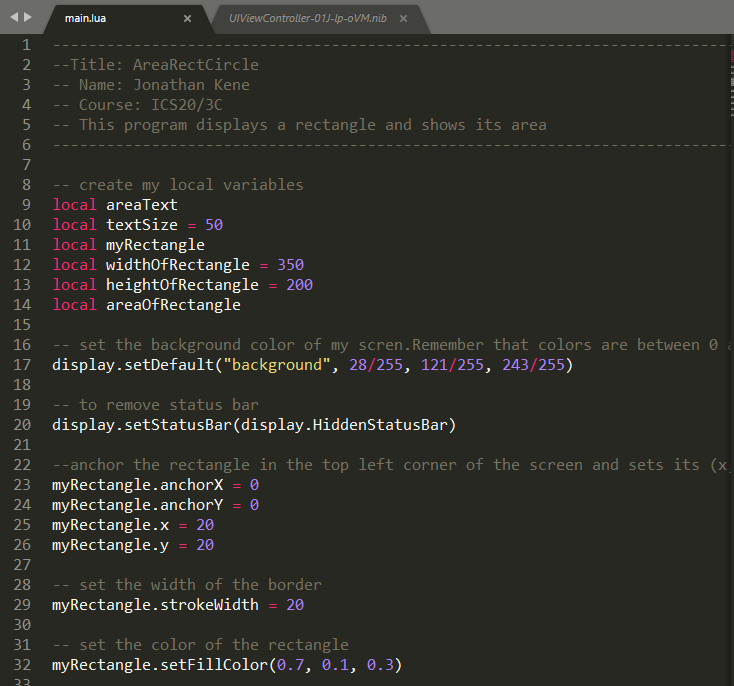 main.lua
UIViewController-01J-lp-oVM.nib
1 ----------------------------------------------------------------------------
2 --Title: AreaRectCircle
3 -- Name: Jonathan Kene
4 -- Course: ICS20/3C
5 -- This program displays a rectangle and shows its area
6 ----------------------------------------------------------------------------
7
8 -- create my local variables
9 local areaText
10 local textSize = 50
11 local myRectangle
12 local widthOfRectangle = 350
13 local heightOfRectangle = 200
14 local areaOfRectangle
15
16 -- set the background color of my scren.Remember that colors are between 0
17 display.setDefault("background", 28/255, 121/255, 243/255)
18
19 -- to remove status bar
20 display.setStatusBar(display.HiddenStatusBar)
21
22 --anchor the rectangle in the top left corner of the screen and sets its (x
23 myRectangle.anchorX = 0
24 myRectangle.anchorY = 0
25 myRectangle.x = 20
26 myRectangle.y = 20
27
28 -- set the width of the border
29 myRectangle.strokeWidth = 20
30
31 -- set the color of the rectangle
32 myRectangle.setFillColor(0.7, 0.1, 0.3)
33